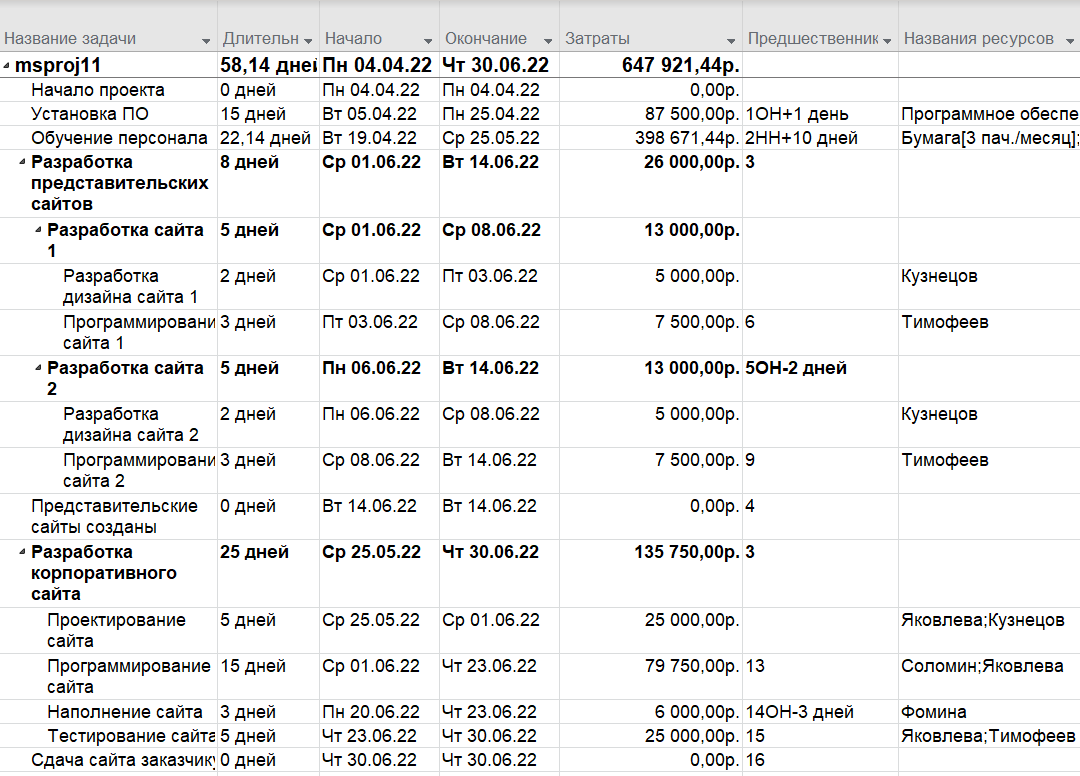 Название задачи Длительн Начало Окончание Затраты Предшественник Названия ресурсов
msproj11 58,14 дней Пн 04.04.22 Чт 30.06.22 647 921,44р.
Начало проекта 0 дней Пн 04.04.22 Пн 04.04.22 0,00р.
Установка ПО 15 дней Вт 05.04.22 Пн 25.04.22 87 500,00р. 1ОН+1 день Программное обеспе
Обучение персонала 22,14 дней Вт 19.04.22 Ср 25.05.22 398 671,44р. 2НН+10 дней Бумага[3 пач./месяц];
Разработка 8 дней Ср 01.06.22 Вт 14.06.22 26 000,00р. 3
представительских
сайтов
Разработка сайта 5 дней Ср 01.06.22 Ср 08.06.22 13 000,00р.
1
Разработка 2 дней Ср 01.06.22 Пт 03.06.22 5 000,00р. Кузнецов
дизайна сайта 1
Программировани 3 дней Пт 03.06.22 Ср 08.06.22 7 500,00р. 6 Тимофеев
сайта 1
Разработка сайта 5 дней Пн 06.06.22 Вт 14.06.22 13 000,00р. 5ОН-2 дней
2
Разработка 2 дней Пн 06.06.22 Ср 08.06.22 5 000,00р. Кузнецов
дизайна сайта 2
Программировани 3 дней Ср 08.06.22 Вт 14.06.22 7 500,00р. 9 Тимофеев
сайта 2
Представительские 0 дней Вт 14.06.22 Вт 14.06.22 0,00р. 4
сайты созданы
Разработка 25 дней Ср 25.05.22 Чт 30.06.22 135 750,00р. 3
корпоративного
сайта
Проектирование 5 дней Ср 25.05.22 Ср 01.06.22 25 000,00р. Яковлева;Кузнецов
сайта
Программирование 15 дней Ср 01.06.22 Чт 23.06.22 79 750,00р. 13 Соломин;Яковлева
сайта
Наполнение сайта 3 дней Пн 20.06.22 Чт 23.06.22 6 000,00р. 14ОН-3 дней Фомина
Тестирование сайта 5 дней Чт 23.06.22 Чт 30.06.22 25 000,00р. 15 Яковлева;Тимофеев
Сдача сайта заказчику 0 дней Чт 30.06.22 Чт 30.06.22 0,00р. 16